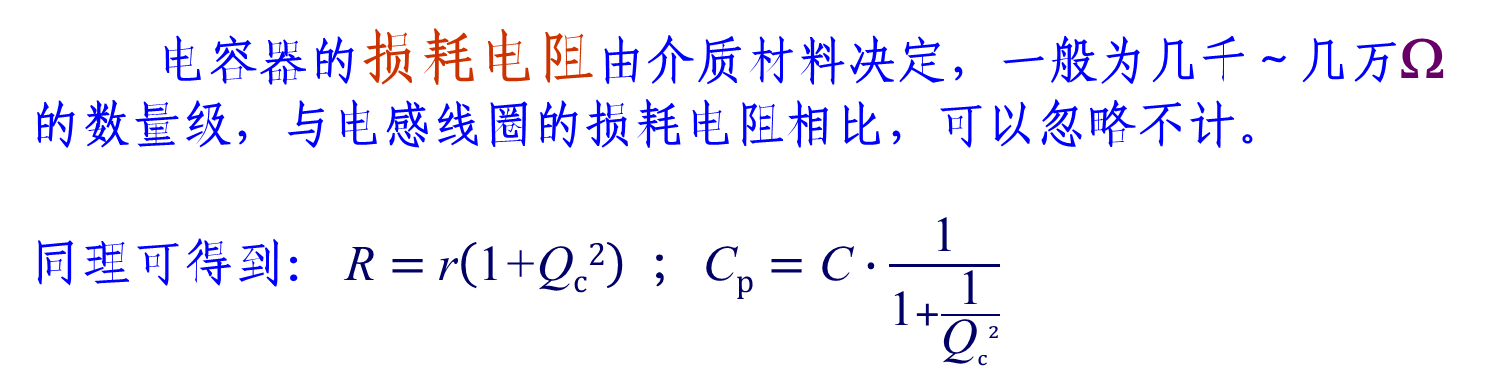 电容器的损耗电阻由介质材料决定，一般为几千~几万Ω
的数量级，与电感线圈的损耗电阻相比，可以忽略不计。
同理可得到： R = r(1+Qc²) ； Cp = C · 1/(1+1/Qc²)